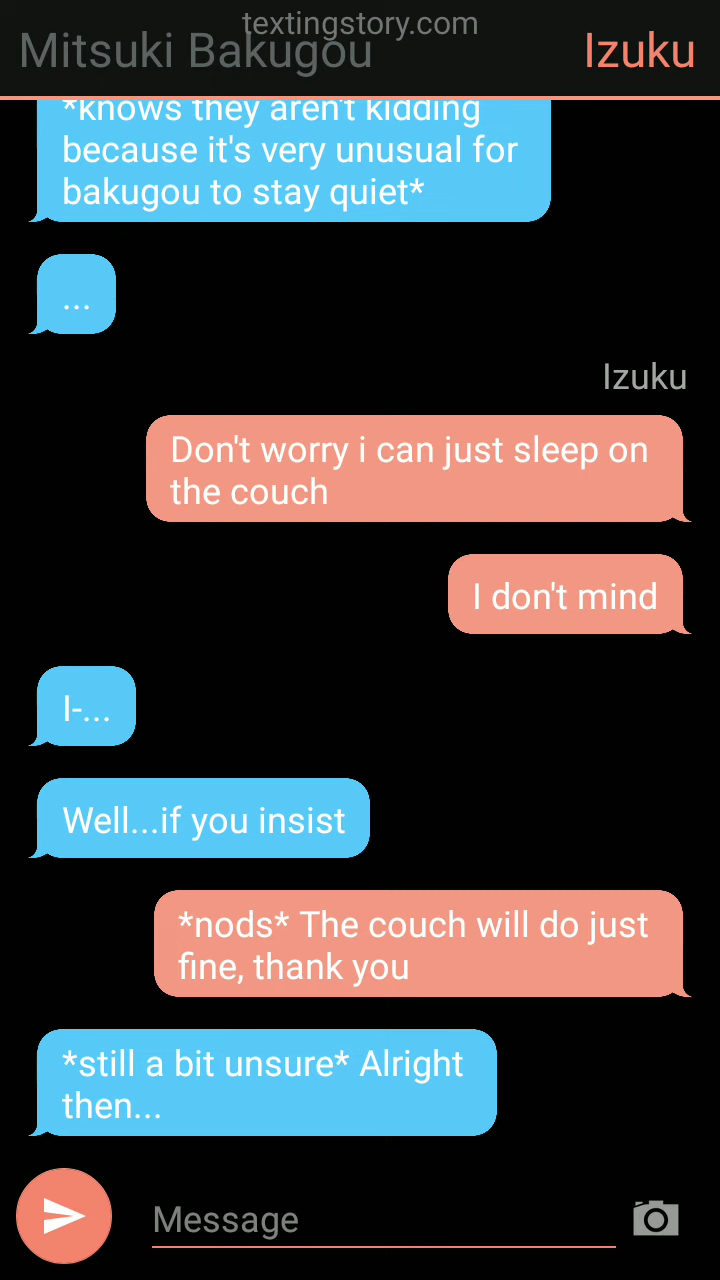 textingstory.com
Mitsuki Bakugou
Izuku
*knows they aren't kidding
because it's very unusual for
bakugou to stay quiet*
...
Izuku
Don't worry i can just sleep on
the couch
I don't mind
I-...
Well...if you insist
*nods* The couch will do just
fine, thank you
*still a bit unsure* Alright
then...
Message